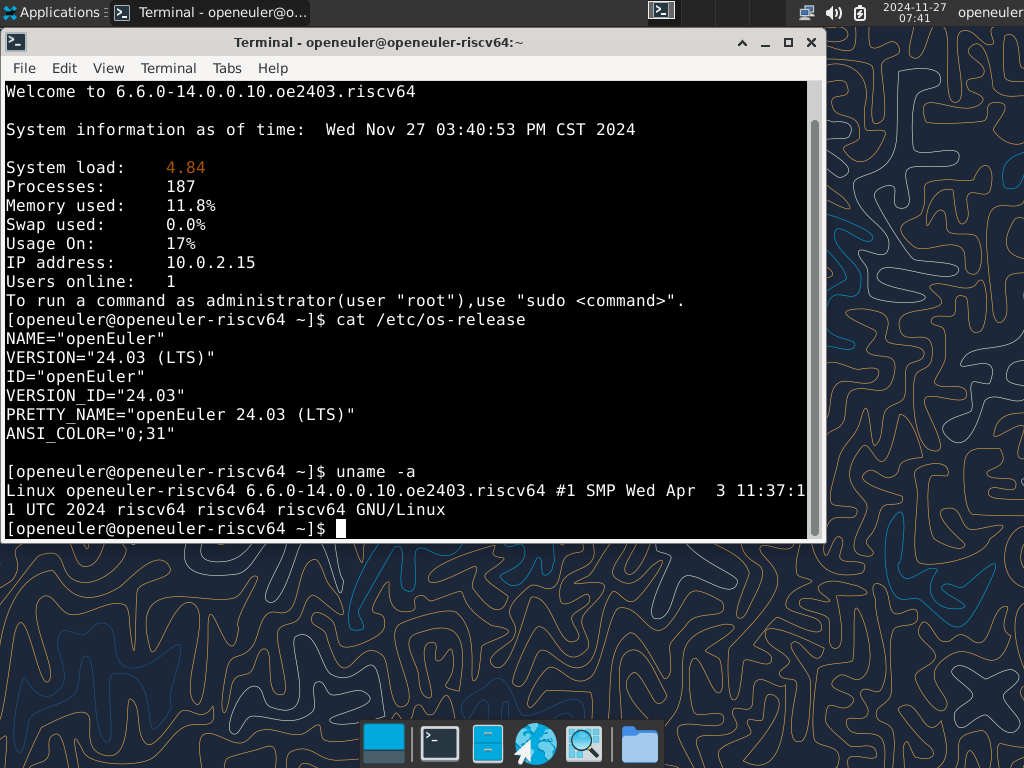 Applications
Terminal - openeuler@o...
2024-11-27
07:41
openeuler
Terminal - openeuler@openeuler-riscv64:~
File Edit View Terminal Tabs Help
Welcome to 6.6.0-14.0.0.10.oe2403.riscv64
System information as of time:  Wed Nov 27 03:40:53 PM CST 2024
System load:    4.84
Processes:      187
Memory used:    11.8%
Swap used:      0.0%
Usage On:       17%
IP address:     10.0.2.15
Users online:   1
To run a command as administrator(user "root"),use "sudo <command>".
[openeuler@openeuler-riscv64 ~]$ cat /etc/os-release
NAME="openEuler"
VERSION="24.03 (LTS)"
ID="openEuler"
VERSION_ID="24.03"
PRETTY_NAME="openEuler 24.03 (LTS)"
ANSI_COLOR="0;31"
[openeuler@openeuler-riscv64 ~]$ uname -a
Linux openeuler-riscv64 6.6.0-14.0.0.10.oe2403.riscv64 #1 SMP Wed Apr  3 11:37:1
1 UTC 2024 riscv64 riscv64 riscv64 GNU/Linux
[openeuler@openeuler-riscv64 ~]$